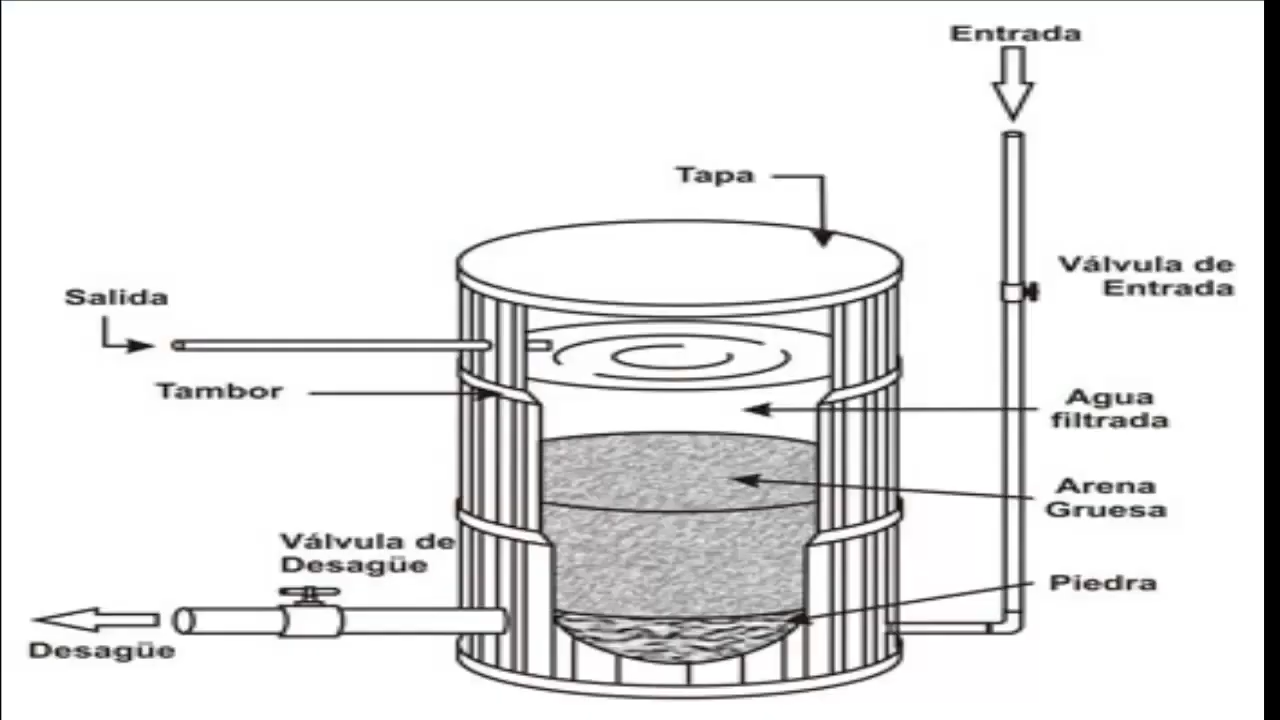 Entrada
Tapa
Válvula de
Entrada
Salida
Tambor
Agua
filtrada
Arena
Gruesa
Válvula de
Desagüe
Piedra
Desagüe